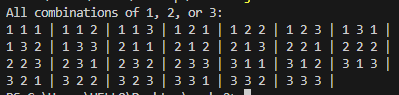 All combinations of 1, 2, or 3:
1 1 1 | 1 1 2 | 1 1 3 | 1 2 1 | 1 2 2 | 1 2 3 | 1 3 1 |
1 3 2 | 1 3 3 | 2 1 1 | 2 1 2 | 2 1 3 | 2 2 1 | 2 2 2 |
2 2 3 | 2 3 1 | 2 3 2 | 2 3 3 | 3 1 1 | 3 1 2 | 3 1 3 |
3 2 1 | 3 2 2 | 3 2 3 | 3 3 1 | 3 3 2 | 3 3 3 |